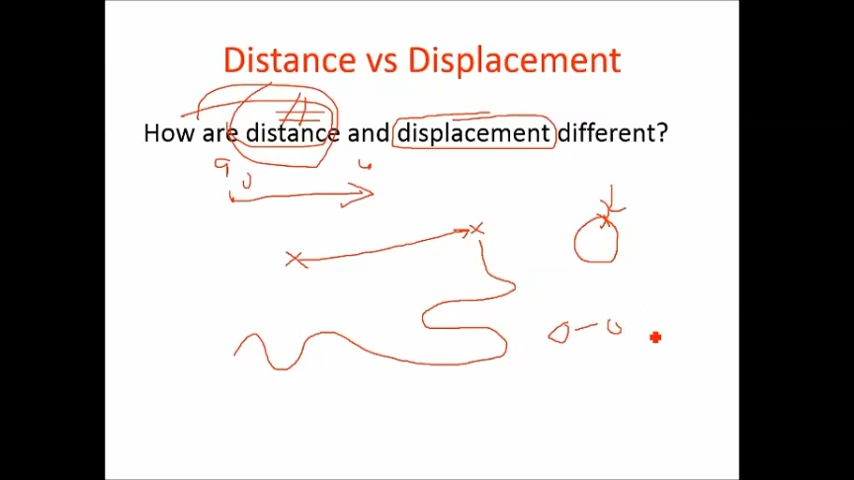 Distance vs Displacement
How are distance and displacement different?